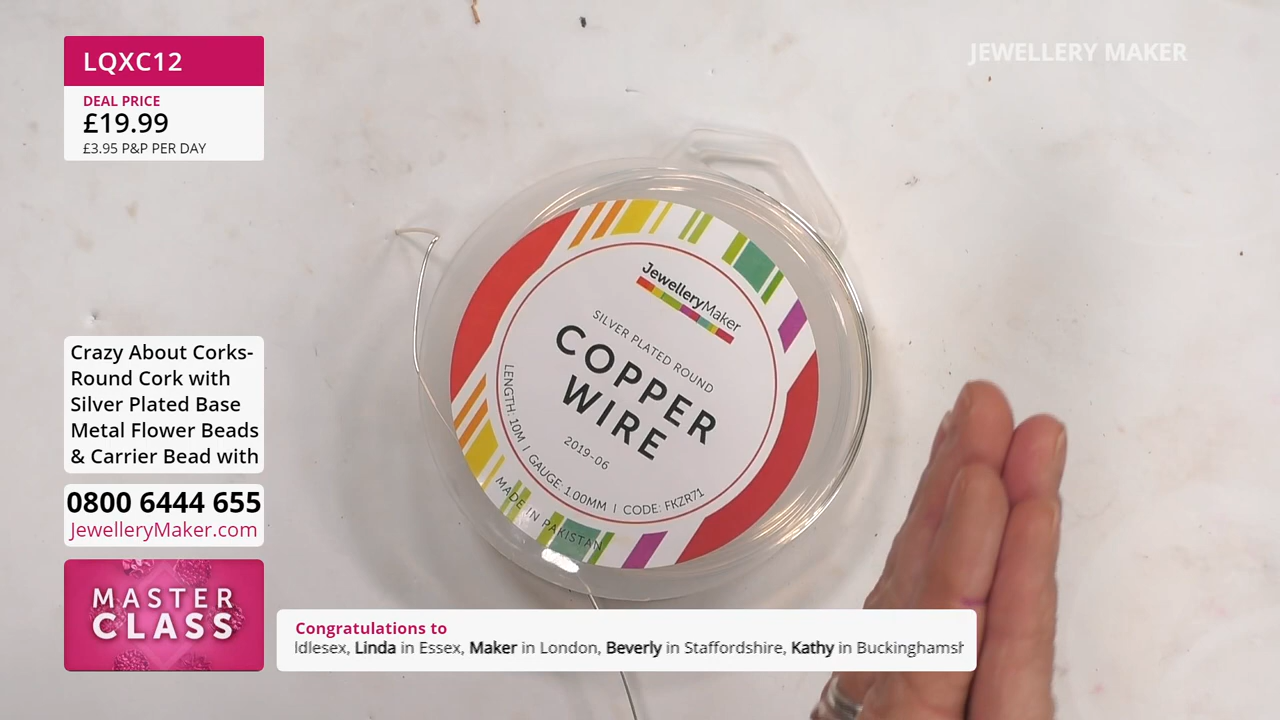 LQXC12
DEAL PRICE
£19.99
£3.95 P&P PER DAY
JEWELLERY MAKER
JewelleryMaker
SILVER PLATED ROUND
COPPER
WIRE
2019-06
LENGTH: 10M | GAUGE: 1.00MM | CODE: FKZR71
MADE IN PAKISTAN
Crazy About Corks-
Round Cork with
Silver Plated Base
Metal Flower Beads
& Carrier Bead with
0800 6444 655
JewelleryMaker.com
MASTER
CLASS
Congratulations to
ldlesex, Linda in Essex, Maker in London, Beverly in Staffordshire, Kathy in Buckinghamsh